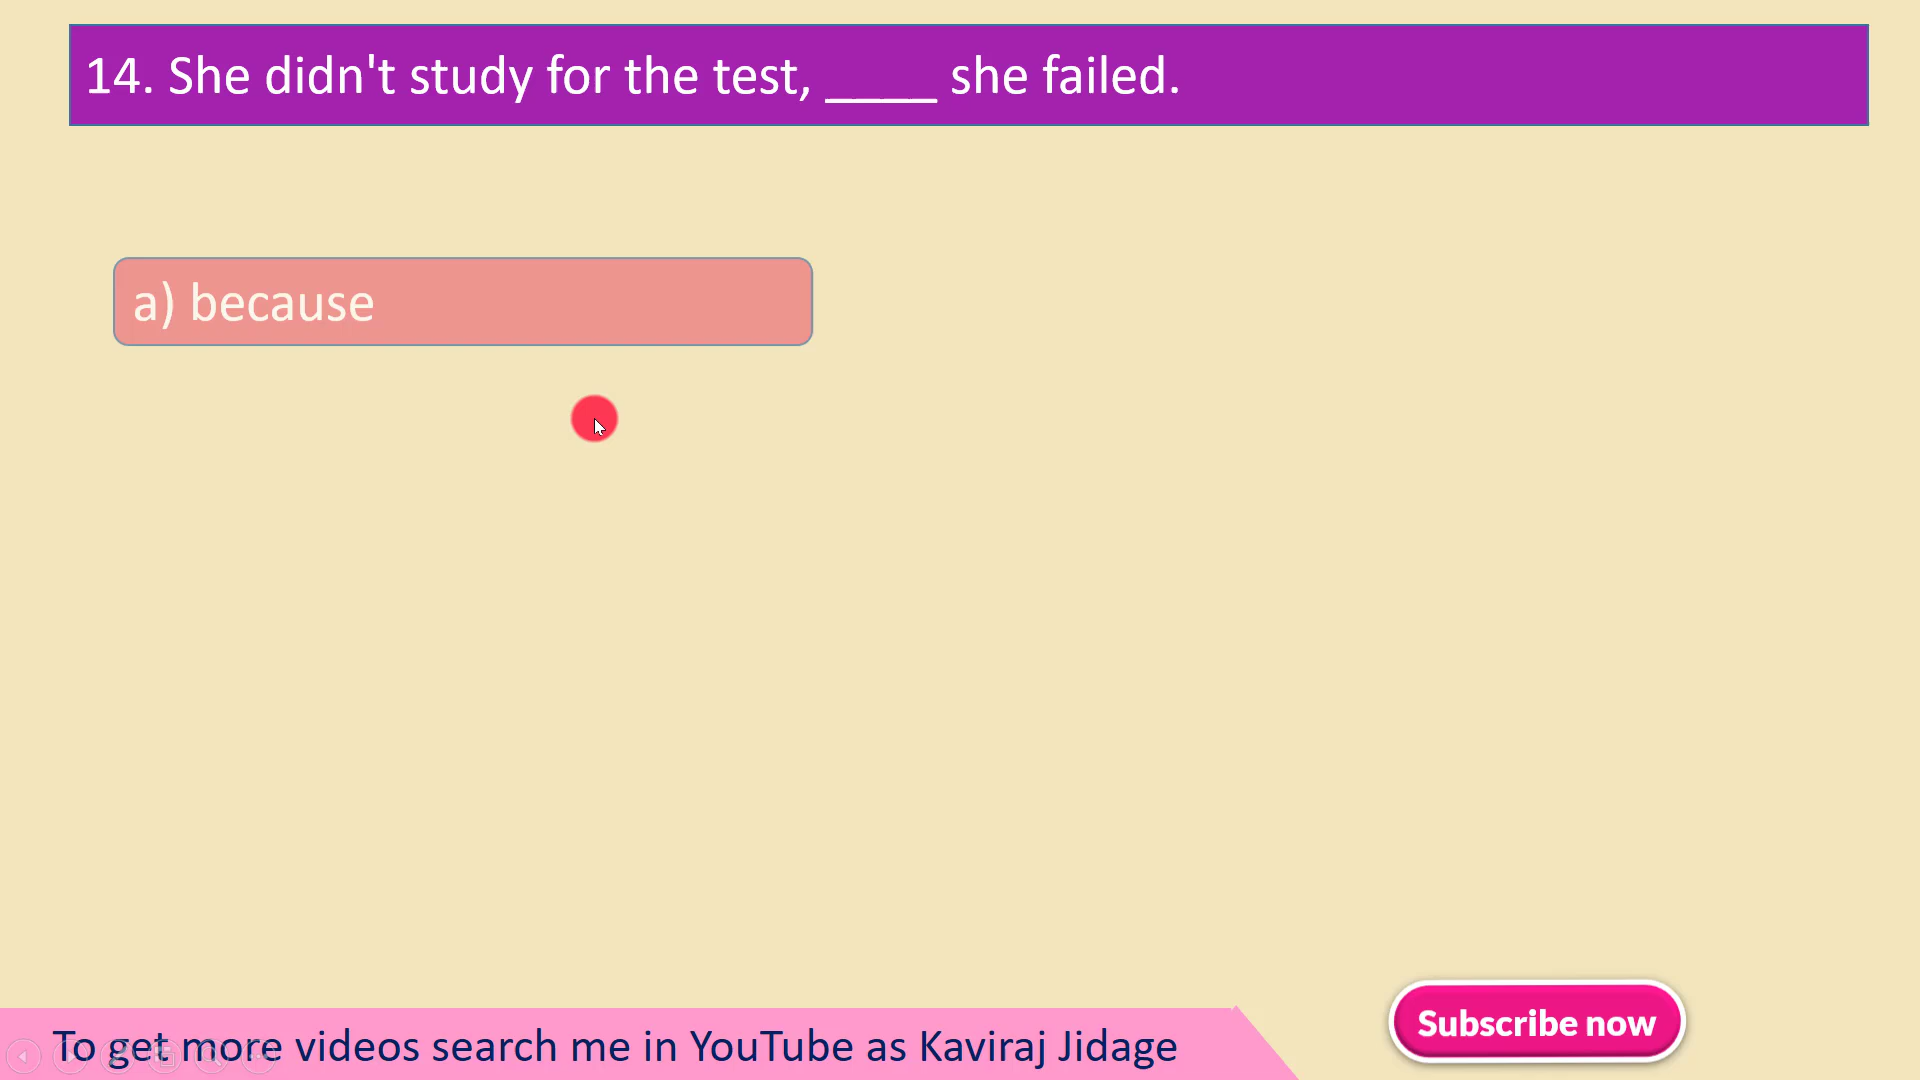 14. She didn't study for the test, ____ she failed.
a) because
To get more videos search me in YouTube as Kaviraj Jidage
Subscribe now